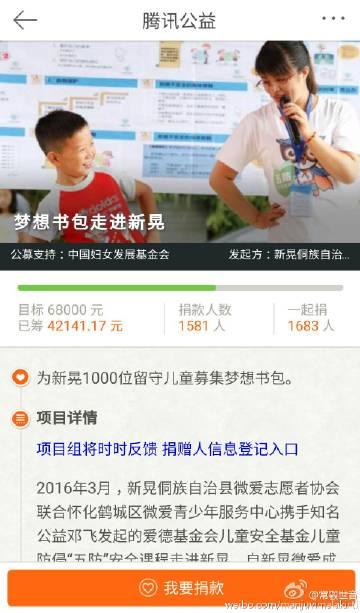 腾讯公益
梦想书包走进新晃
公募支持：中国妇女发展基金会
发起方：新晃侗族自治...
目标 68000 元
已筹 42141.17 元
捐款人数
1581 人
一起捐
1683 人
为新晃1000位留守儿童募集梦想书包。
项目详情
项目组将时时反馈 捐赠人信息登记入口
2016年3月，新晃侗族自治县微爱志愿者协会
联合怀化鹤城区微爱青少年服务中心携手知名
公益邓飞发起的爱德基金会儿童安全基金儿童
防侵“五防”安全课程走进新晃。自新晃微爱成
我要捐款